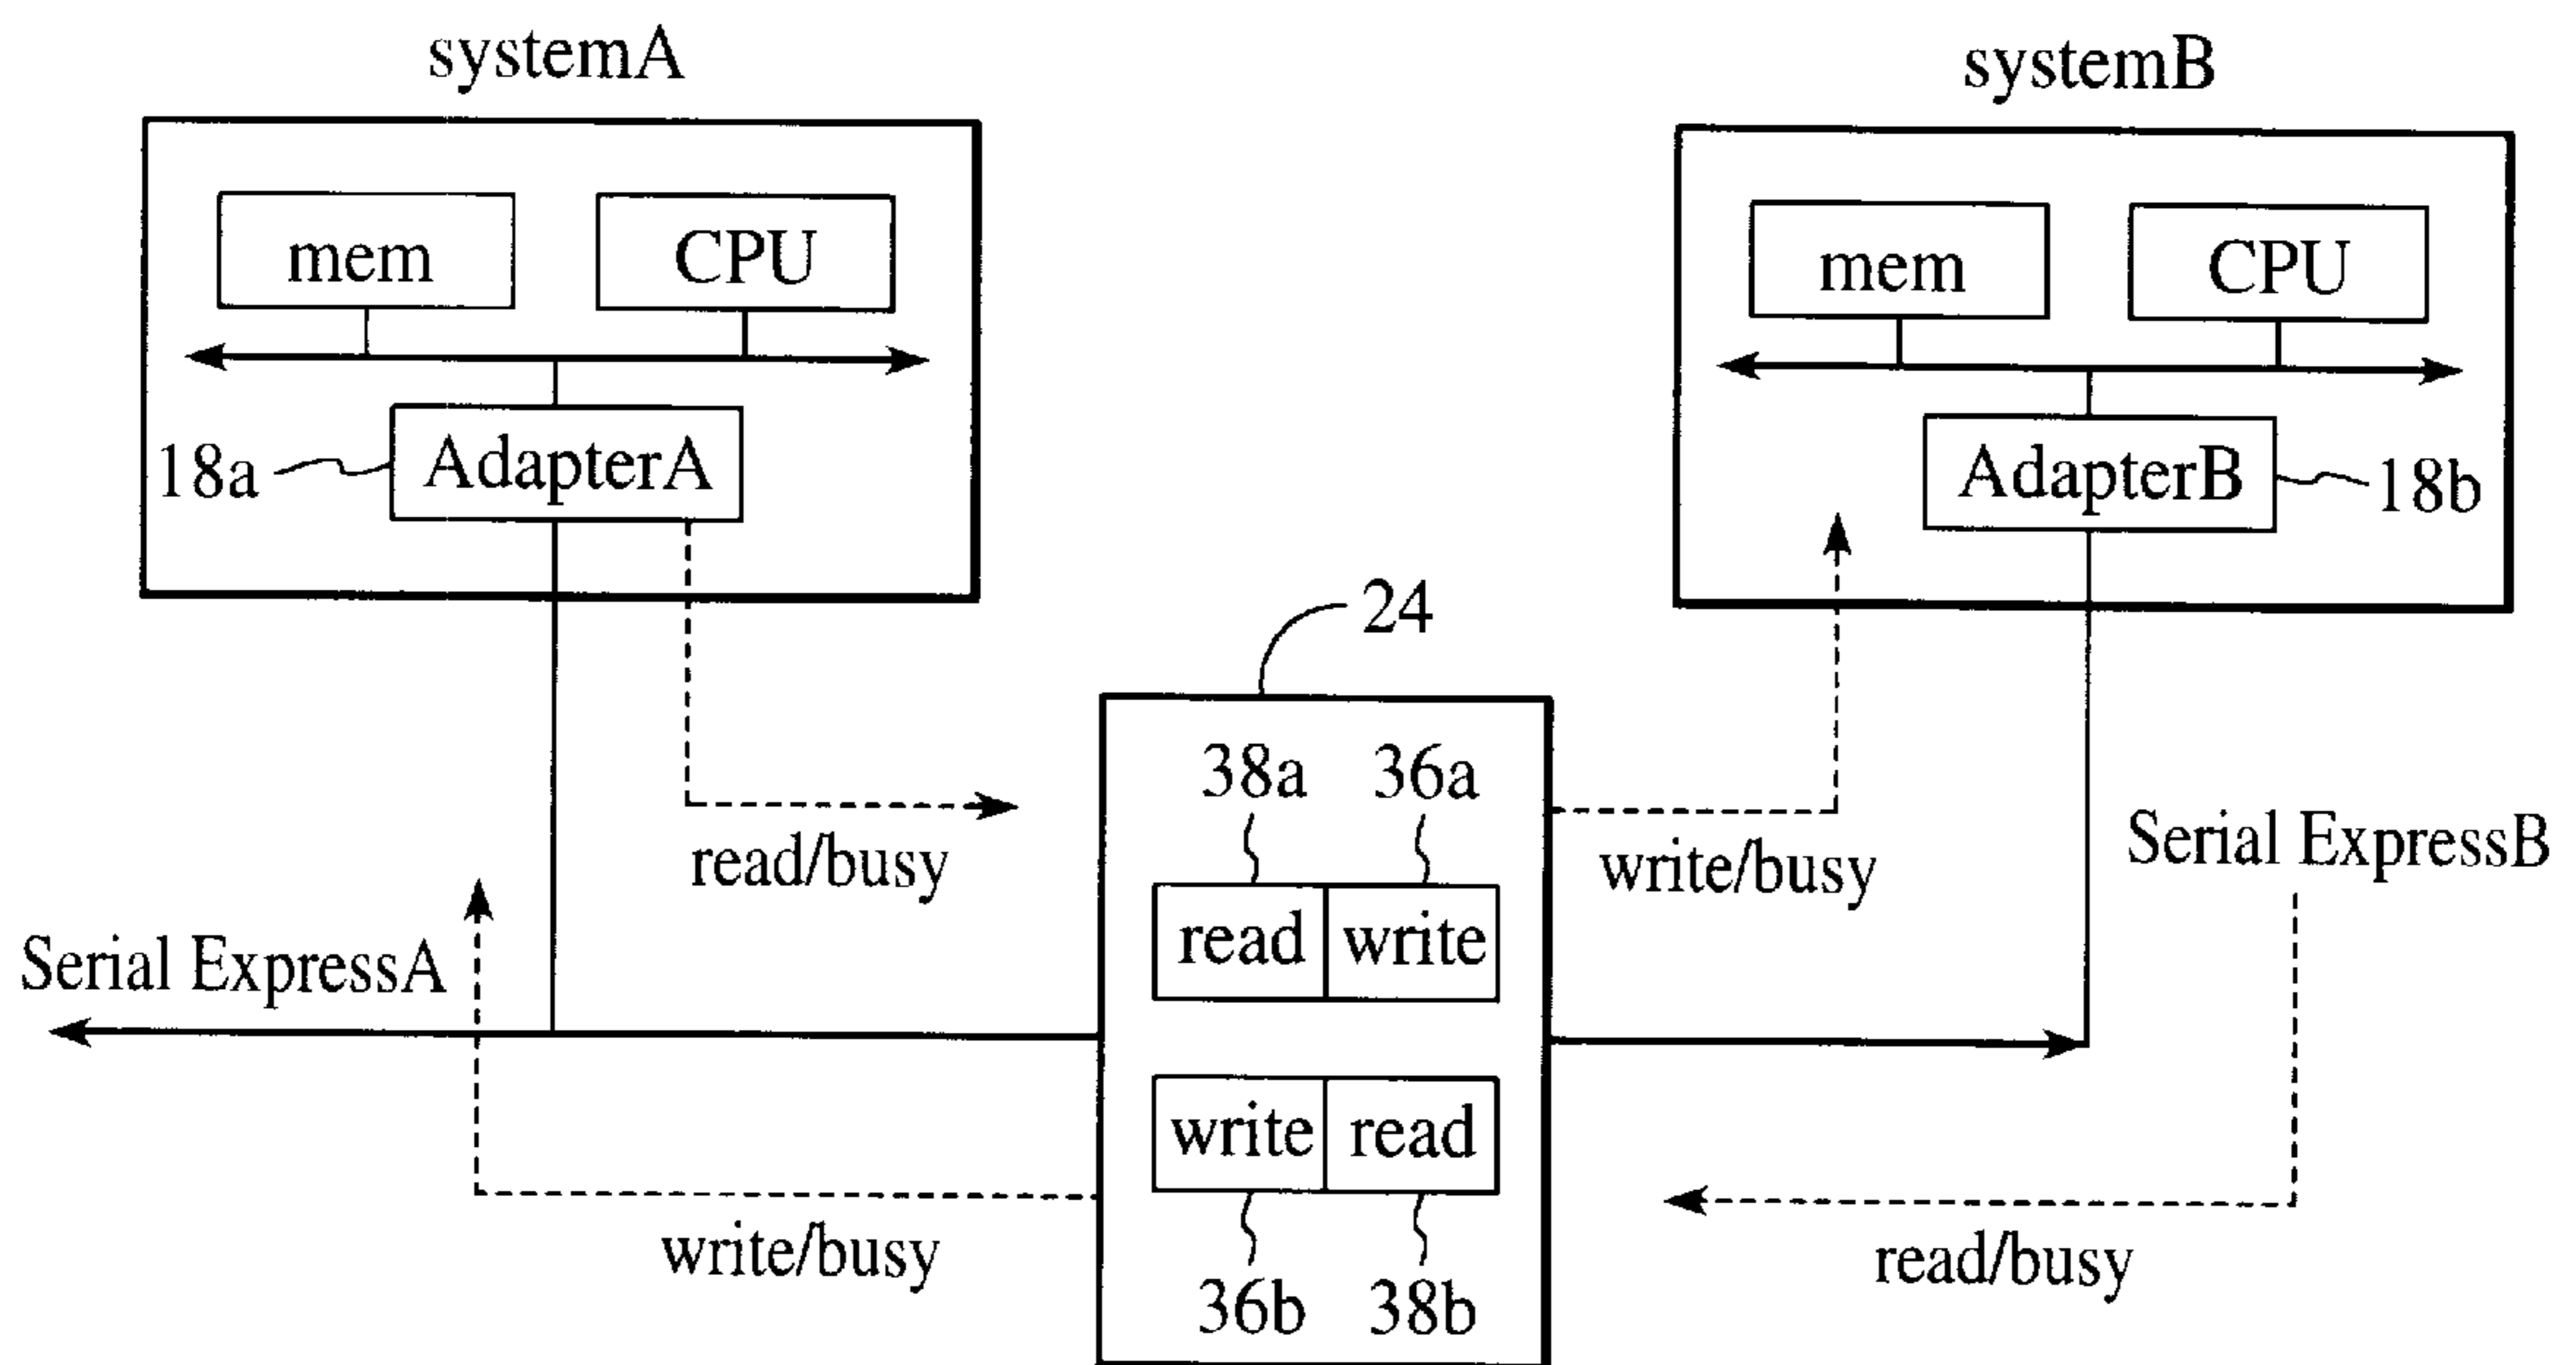 systemA
systemB
mem
CPU
mem
CPU
18a
AdapterA
AdapterB
18b
24
38a
36a
read/busy
write/busy
Serial ExpressB
read
write
Serial ExpressA
write
read
write/busy
read/busy
36b
38b